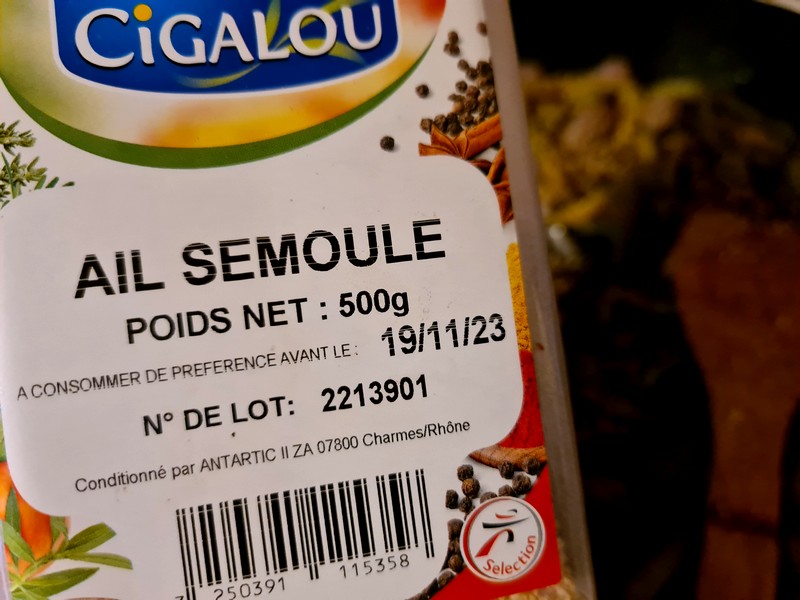 CiGALOU
AIL SEMOULE
POIDS NET : 500g
A CONSOMMER DE PREFERENCE AVANT LE : 19/11/23
N° DE LOT: 2213901
Conditionné par ANTARTIC II ZA 07800 Charmes/Rhône
250391 115358
Selection